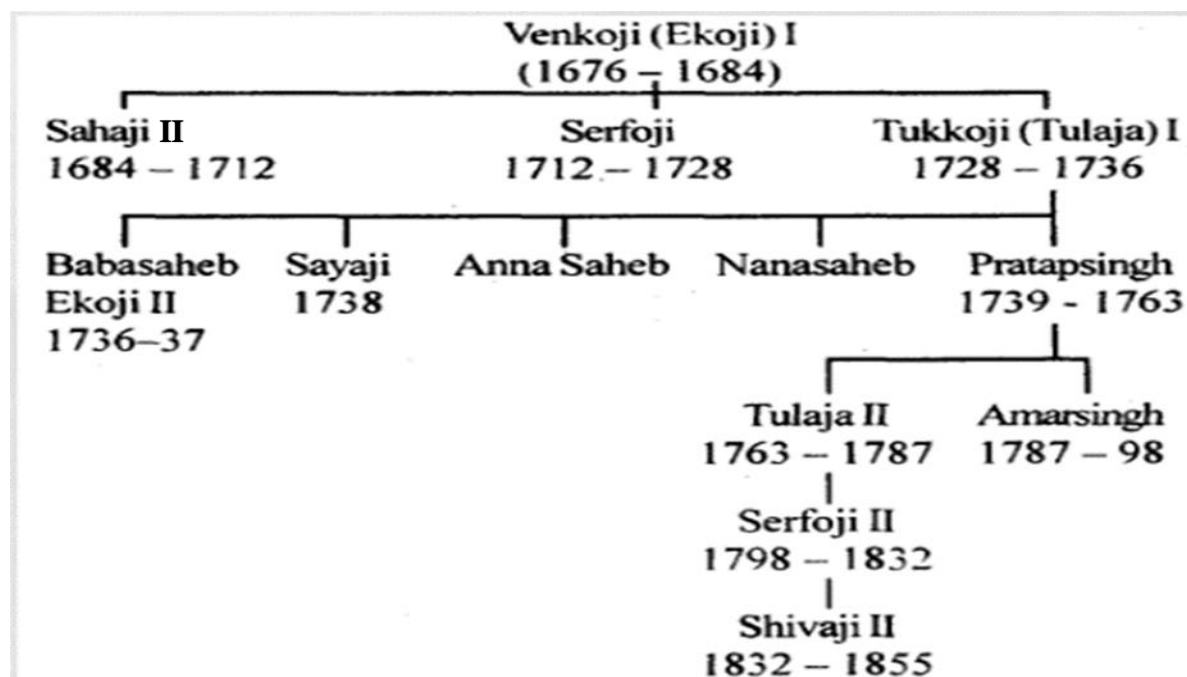 Venkoji (Ekoji) I
(1676 – 1684)
Sahaji II Serfoji Tukkoji (Tulaja) I
1684 – 1712 1712 – 1728 1728 – 1736
Babasaheb Sayaji Anna Saheb Nanasaheb Pratapsingh
Ekoji II 1738 1739 - 1763
1736–37
Tulaja II Amarsingh
1763 – 1787 1787 – 98
Serfoji II
1798 – 1832
Shivaji II
1832 – 1855